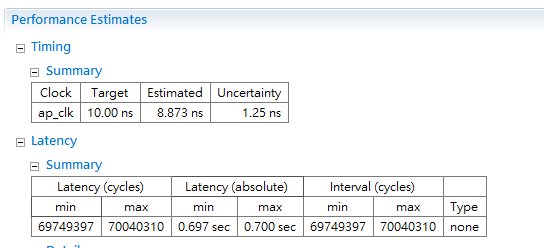 Performance Estimates
Timing
Summary
Clock Target Estimated Uncertainty
ap_clk 10.00 ns 8.873 ns 1.25 ns
Latency
Summary
Latency (cycles) Latency (absolute) Interval (cycles)
min max min max min max Type
69749397 70040310 0.697 sec 0.700 sec 69749397 70040310 none